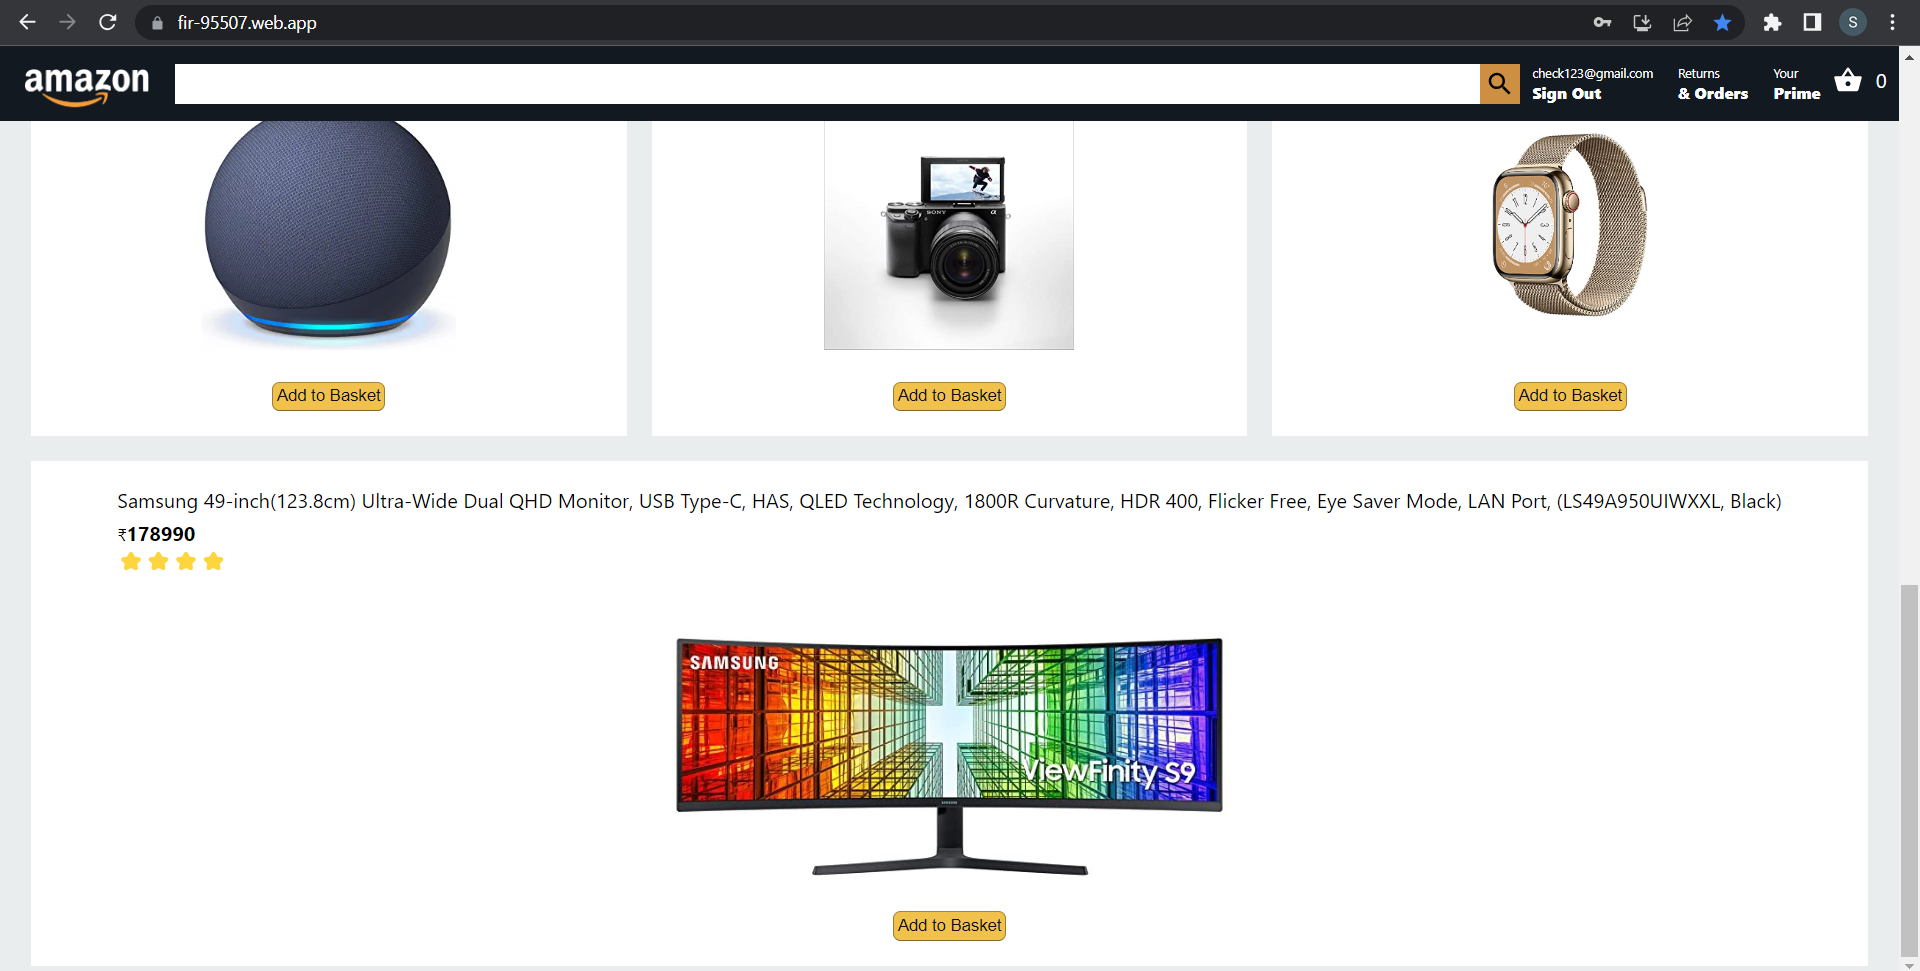 fir-95507.web.app
S
amazon
check123@gmail.com
Sign Out
Returns
& Orders
Your
Prime
0
SONY
α
Add to Basket
Add to Basket
Add to Basket
Samsung 49-inch(123.8cm) Ultra-Wide Dual QHD Monitor, USB Type-C, HAS, QLED Technology, 1800R Curvature, HDR 400, Flicker Free, Eye Saver Mode, LAN Port, (LS49A950UIWXXL, Black)
₹178990
SAMSUNG
ViewFinity S9
Add to Basket